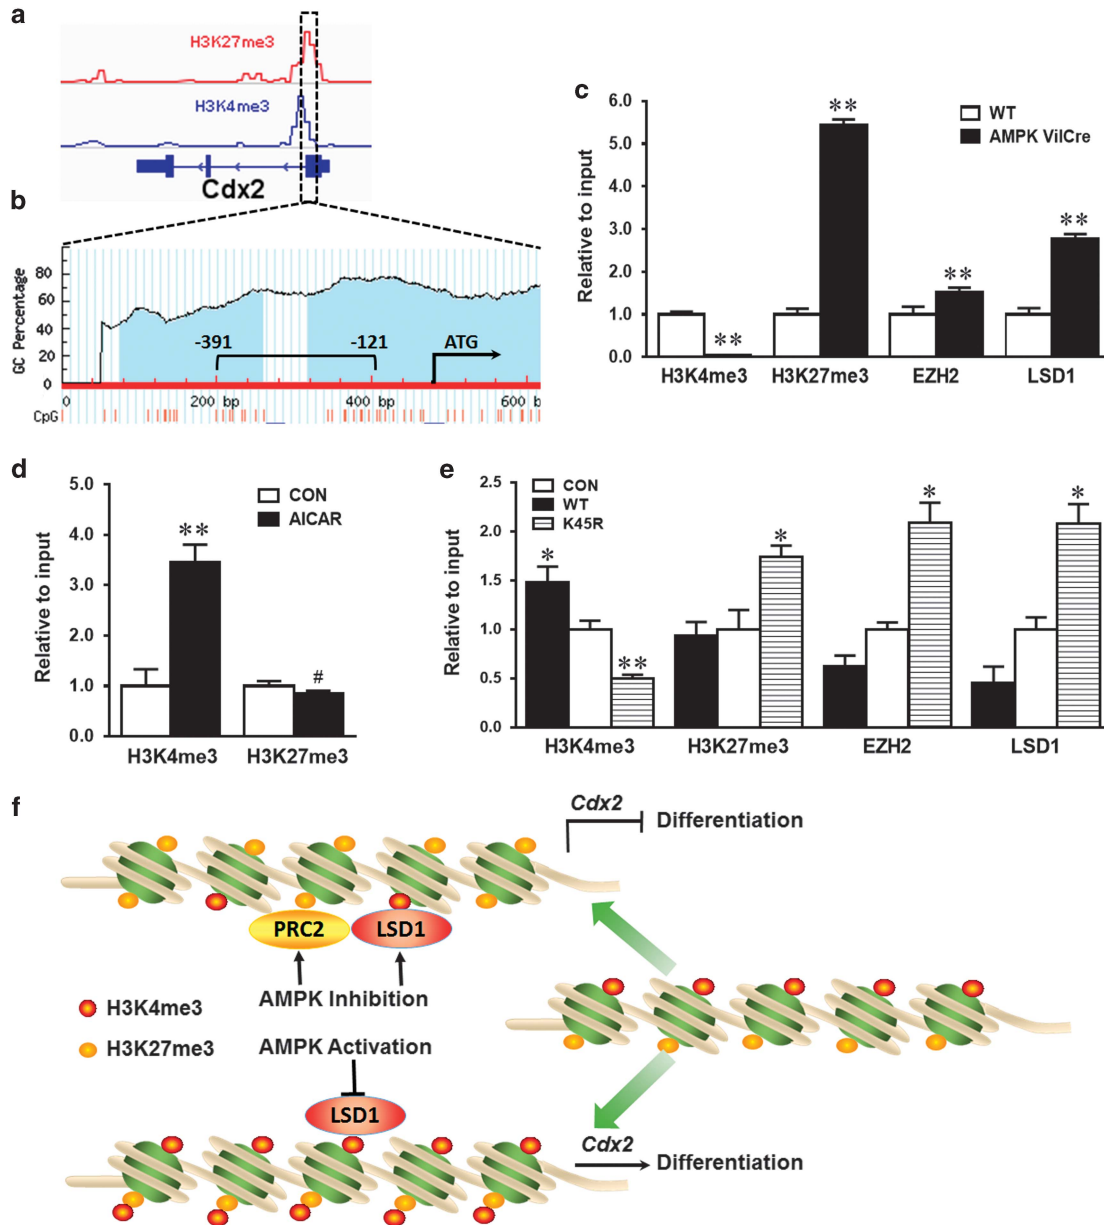 a
H3K27me3
H3K4me3
Cdx2
b
GC Percentage
80
60
40
20
0
-391
-121
ATG
0
200 bp
400 bp
600 b
CpG
c
Relative to input
6.0
5.0
4.0
3.0
2.0
1.0
0.0
WT
AMPK VilCre
**
**
**
**
H3K4me3
H3K27me3
EZH2
LSD1
d
Relative to input
5.0
4.0
3.0
2.0
1.0
0.0
CON
AICAR
**
#
H3K4me3
H3K27me3
e
Relative to input
2.5
2.0
1.5
1.0
0.5
0.0
CON
WT
K45R
*
**
*
*
*
H3K4me3
H3K27me3
EZH2
LSD1
f
Cdx2
Differentiation
PRC2
LSD1
AMPK Inhibition
H3K4me3
H3K27me3
AMPK Activation
LSD1
Cdx2
Differentiation